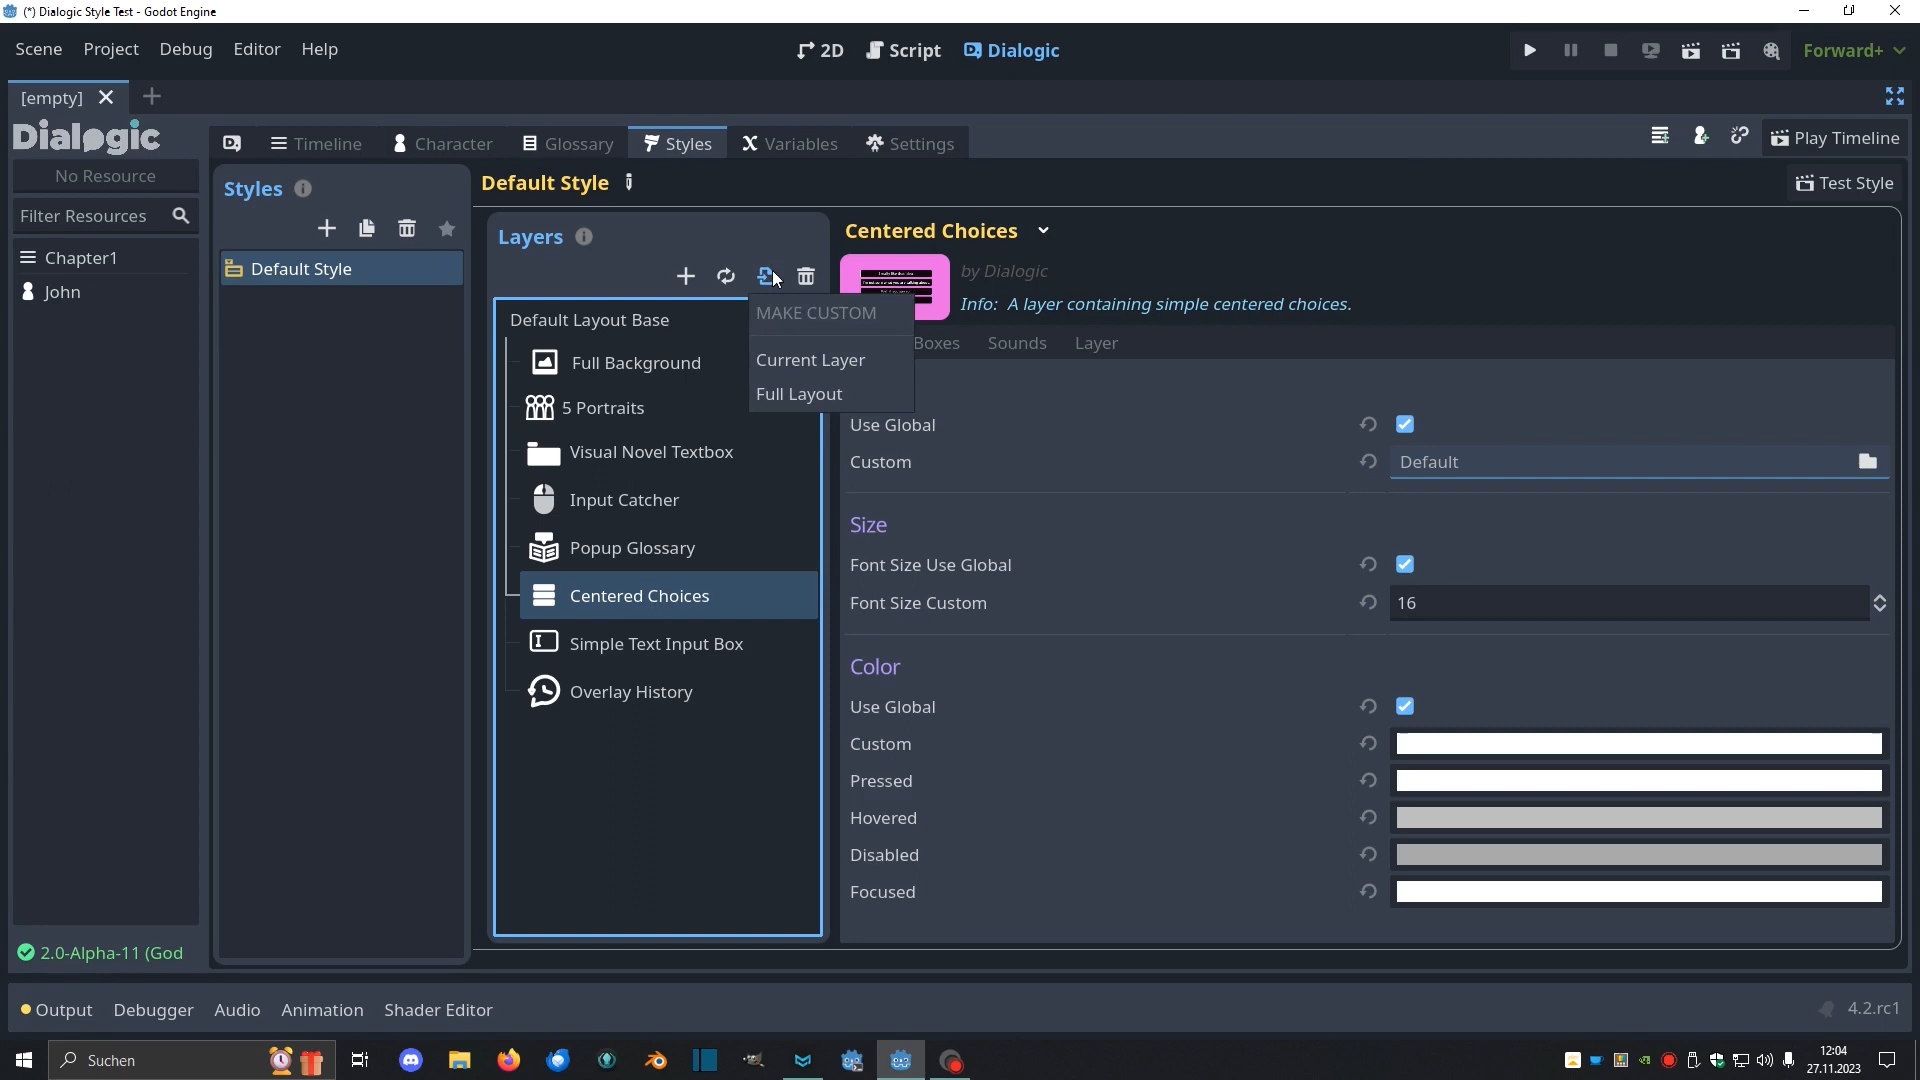 (*) Dialogic Style Test - Godot Engine
Scene Project Debug Editor Help
2D Script Dialogic
Forward+
[empty]
Dialogic
Timeline Character Glossary Styles Variables Settings
Play Timeline
No Resource
Filter Resources
Chapter1
John
2.0-Alpha-11 (God
Styles
Default Style
Default Style
Test Style
Layers
Default Layout Base
Full Background
5 Portraits
Visual Novel Textbox
Input Catcher
Popup Glossary
Centered Choices
Simple Text Input Box
Overlay History
MAKE CUSTOM
Current Layer
Full Layout
Centered Choices
by Dialogic
Info: A layer containing simple centered choices.
Boxes Sounds Layer
Use Global
Custom Default
Size
Font Size Use Global
Font Size Custom 16
Color
Use Global
Custom
Pressed
Hovered
Disabled
Focused
Output Debugger Audio Animation Shader Editor
4.2.rc1
Suchen
12:04
27.11.2023